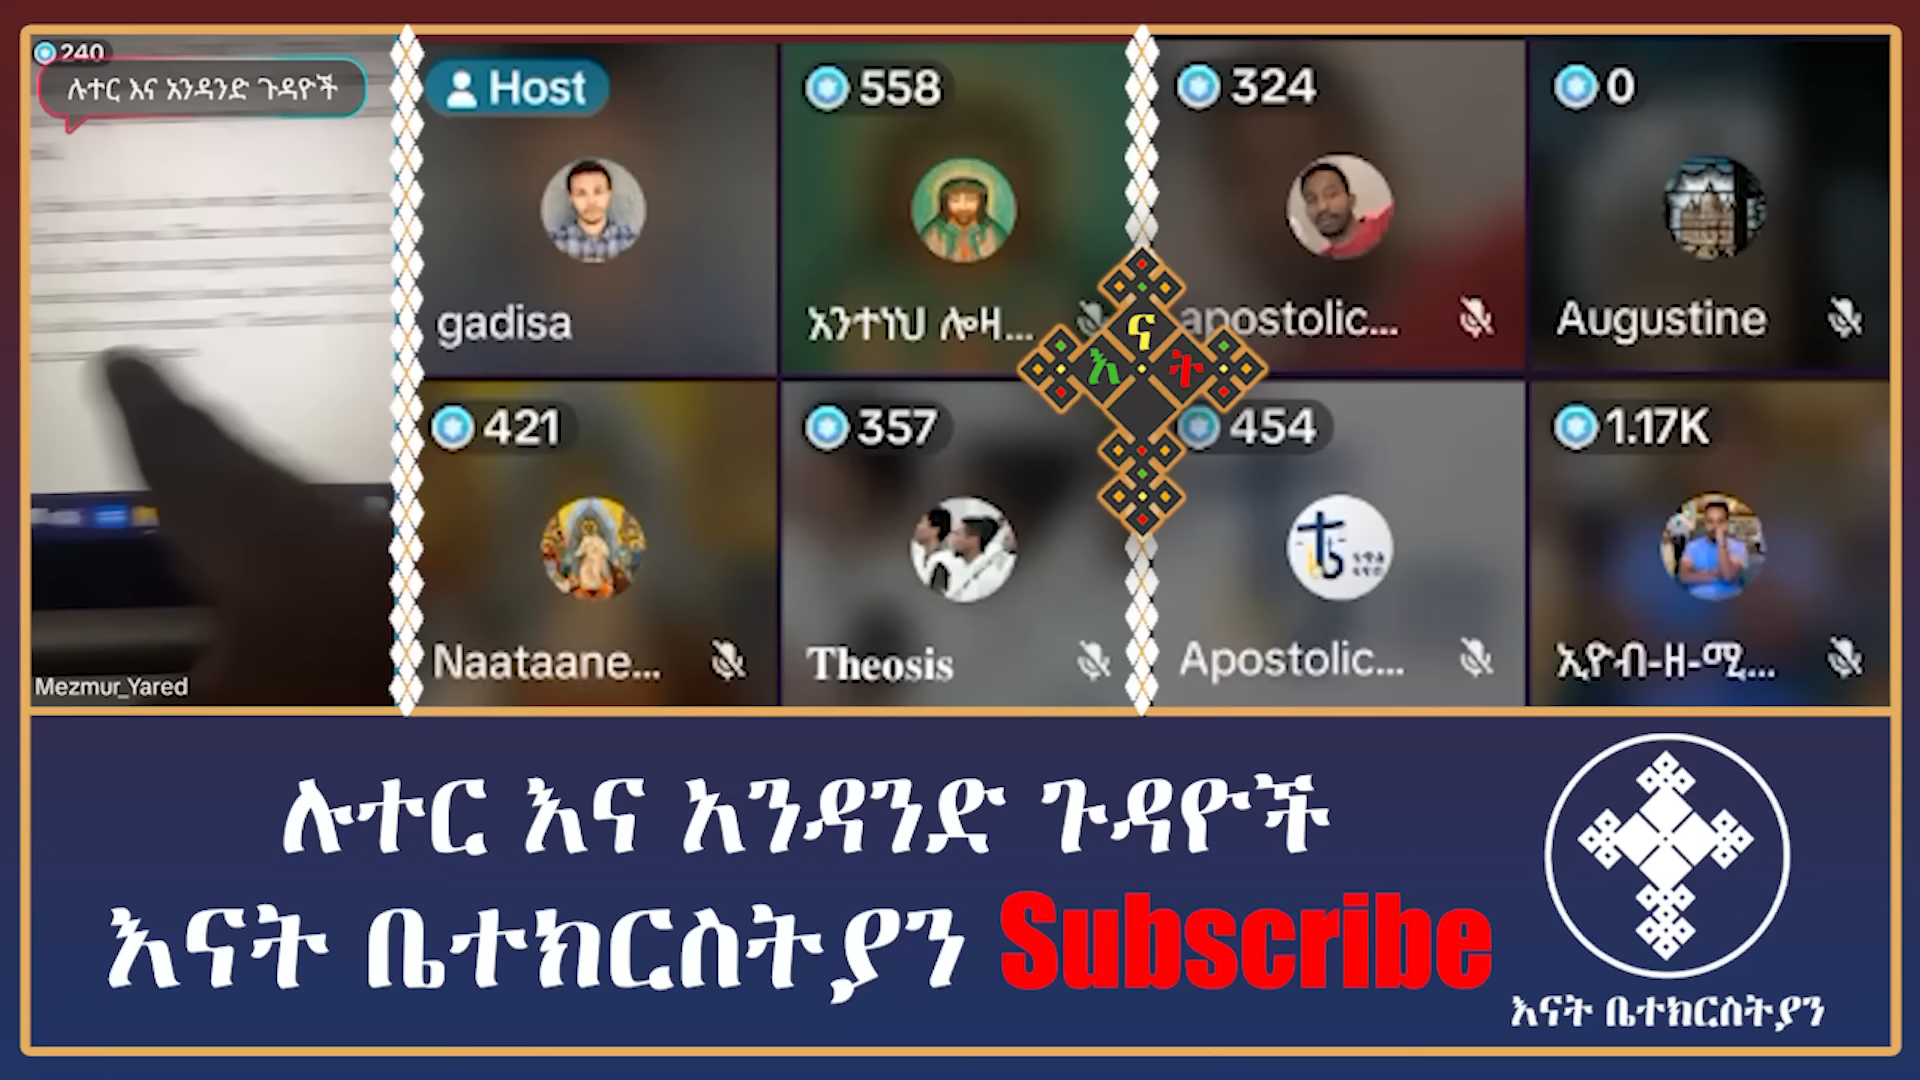 240
ሉተር እና አንዳንድ ጉዳዮች
Mezmur_Yared
Host
gadisa
558
አንተነህ ሎዛ...
324
apostolic...
0
Augustine
421
Naataane...
357
Theosis
454
Apostolic...
1.17K
ኢዮብ-ዘ-ሚ...
እናት
ሉተር እና አንዳንድ ጉዳዮች
እናት ቤተክርስትያን Subscribe
እናት ቤተክርስትያን